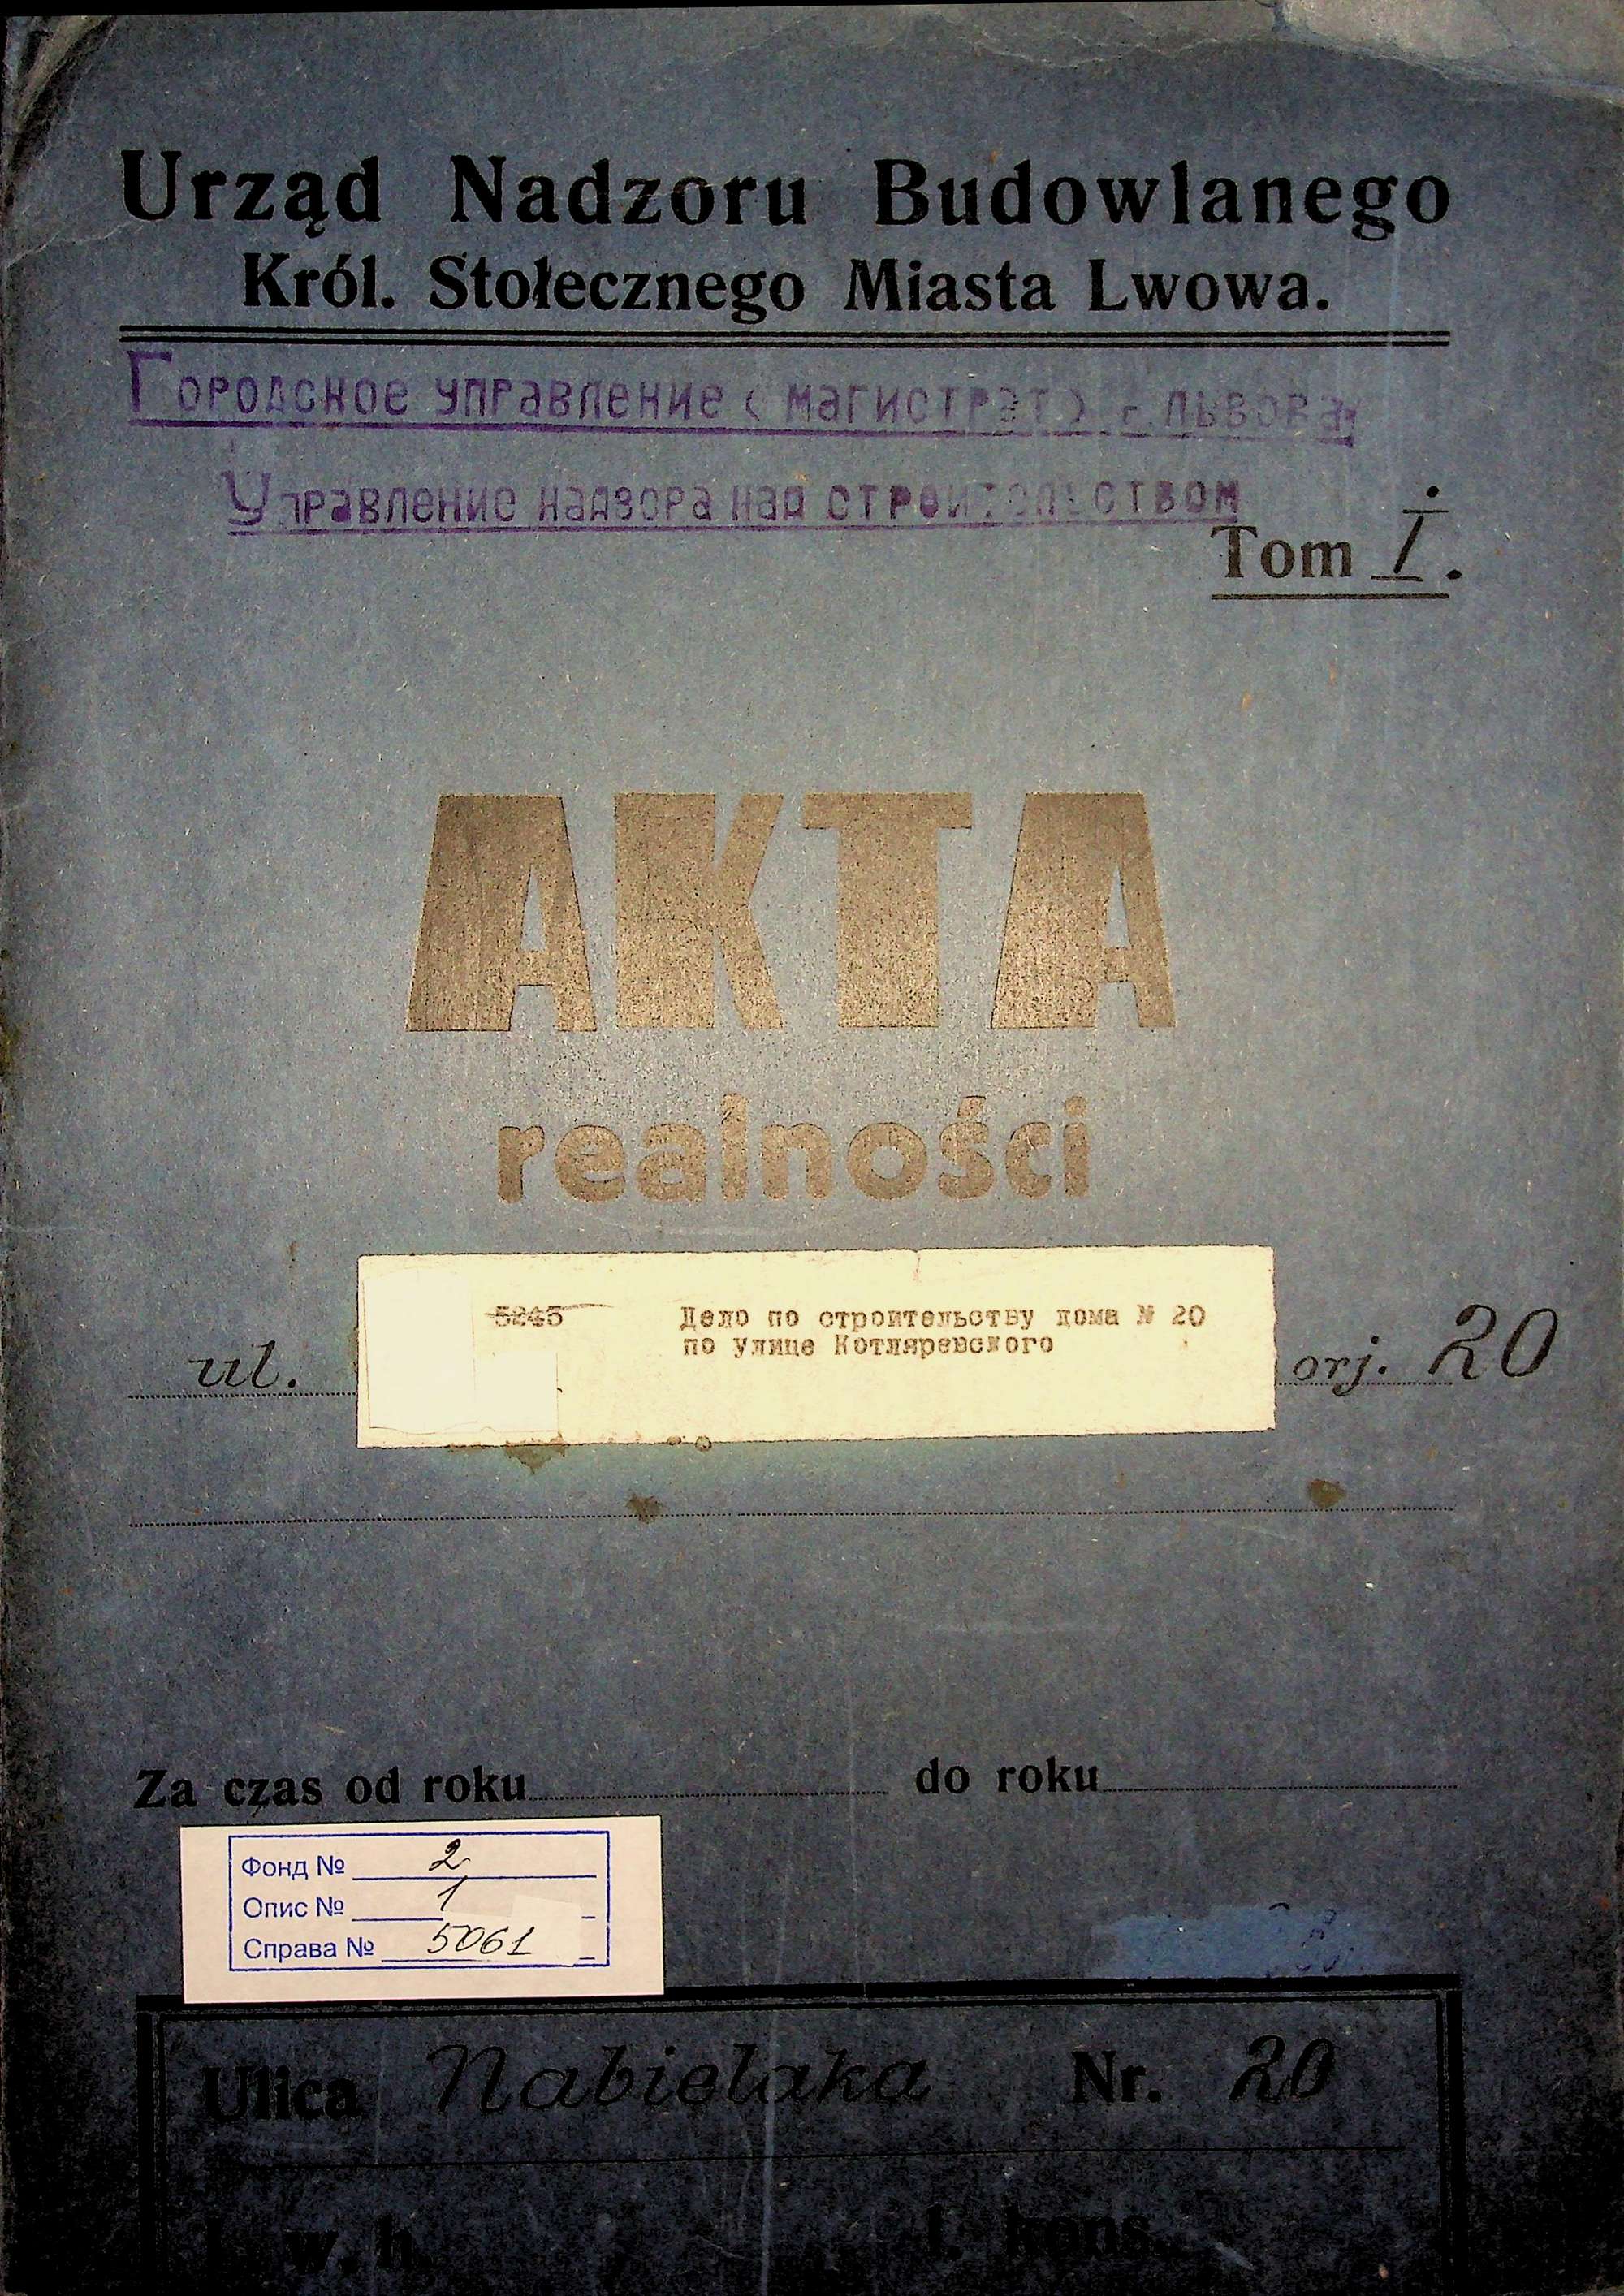 Urząd Nadzoru Budowlanego
Król. Stołecznego Miasta Lwowa.
Городское управление (магистрат) г. Львова
Управление надзора над строительством
Tom I.
AKTA
realności
5245 Дело по строительству дома № 20
по улице Котляревского
ul. orj. 20
Za czas od roku do roku
Фонд № 2
Опис № 1
Справа № 5061
Ulica Nabielaka Nr. 20
w. h. l. kons.